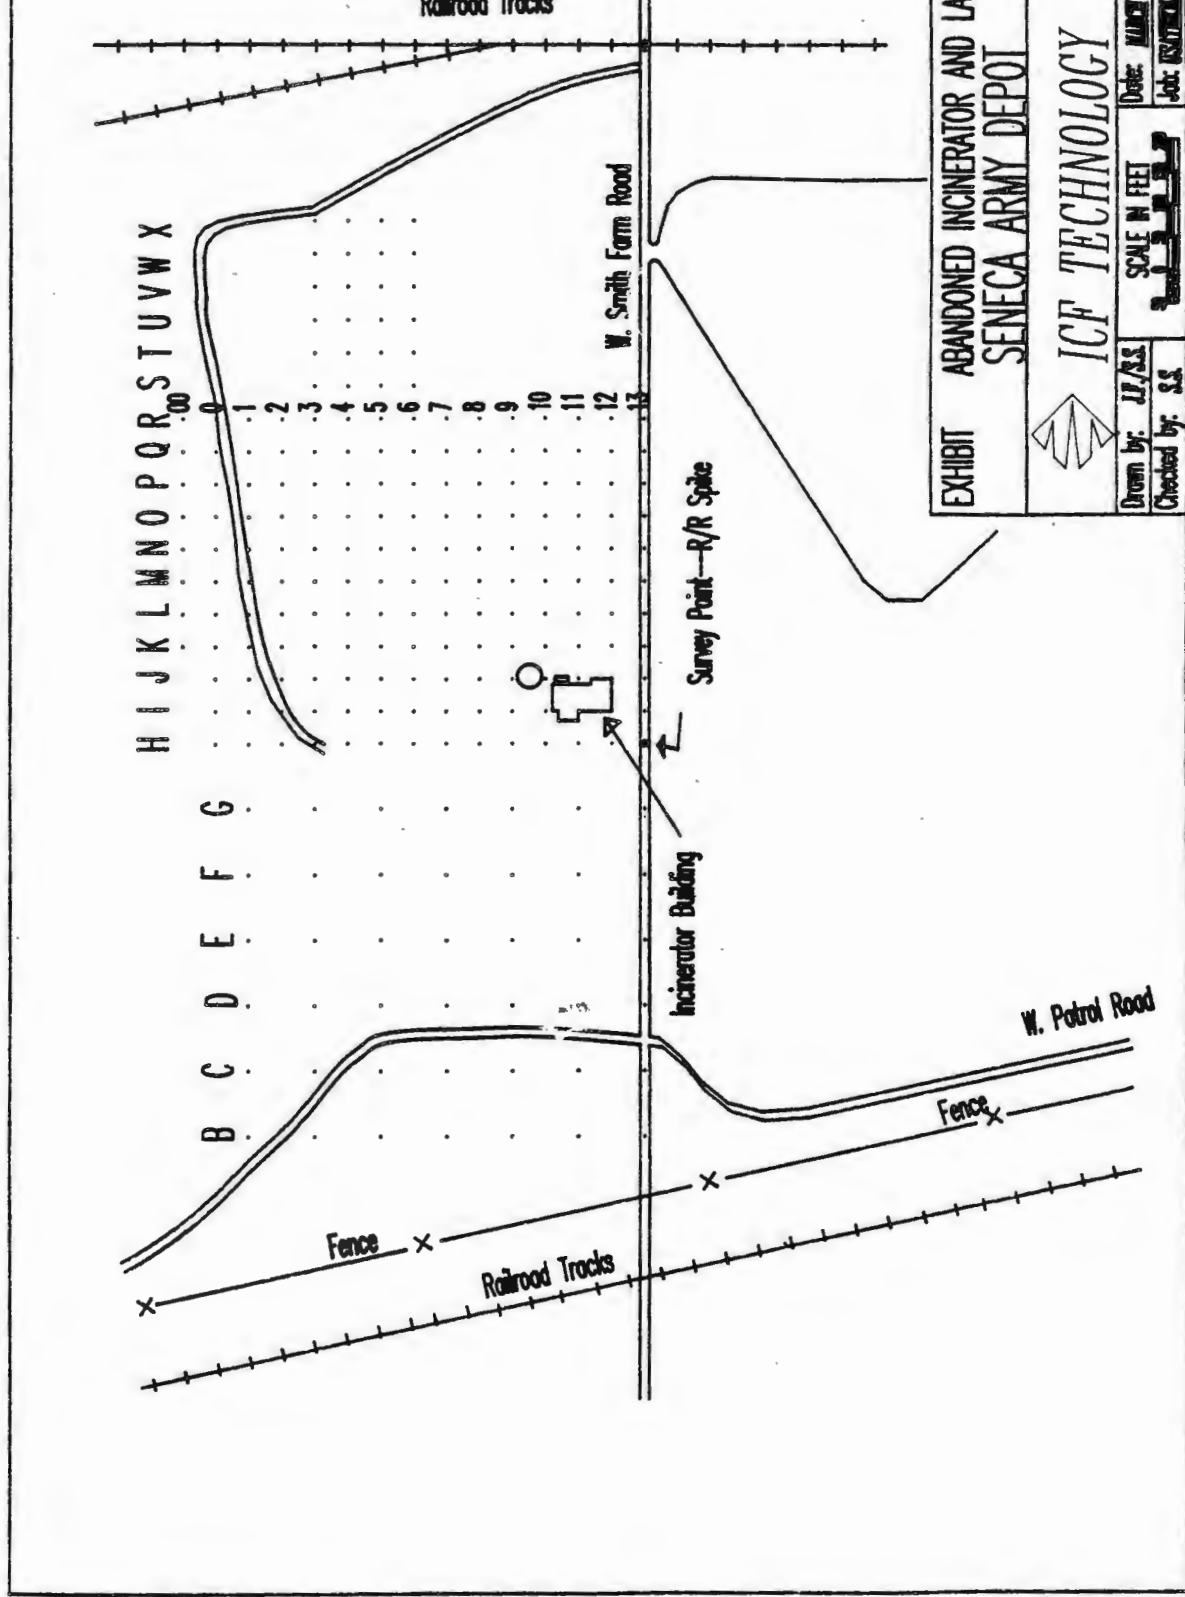 Railroad Tracks
B C D E F G
H I J K L M N O P Q R S T U V W X
00
0
1
2
3
4
5
6
7
8
9
10
11
12
13
W. Smith Farm Road
Survey Point--R/R Spike
Incinerator Building
W. Patrol Road
Fence
Fence
Railroad Tracks
EXHIBIT ABANDONED INCINERATOR AND LA
SENECA ARMY DEPOT
ICF TECHNOLOGY
Drawn by: J.F./S.S.
Checked by: S.S.
SCALE IN FEET
Date:
Job: